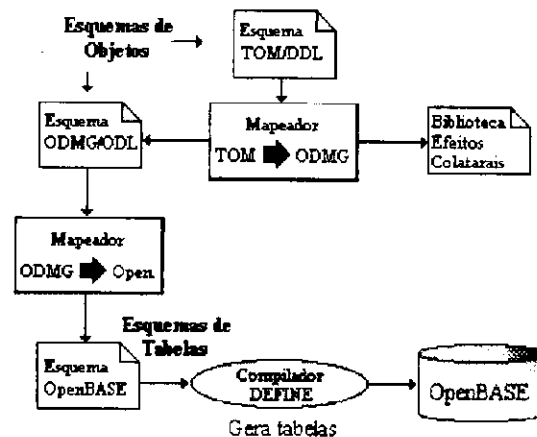 Esquemas de
Objetos
Esquema
TOM/DDL
Esquema
ODMG/ODL
Mapeador
TOM ODMG
Biblioteca
Efeitos
Colatarais
Mapeador
ODMG Open
Esquemas de
Tabelas
Esquema
OpenBASE
Compilador
DEFINE
OpenBASE
Gera tabelas